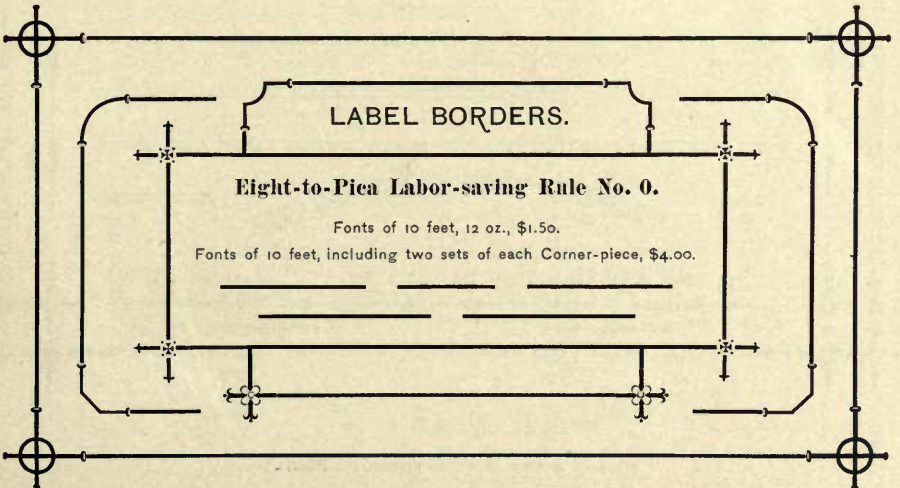 LABEL BORDERS.
Eight-to-Pica Labor-saving Rule No. 0.
Fonts of 10 feet, 12 oz., $1.50.
Fonts of 10 feet, including two sets of each Corner-piece, $4.00.